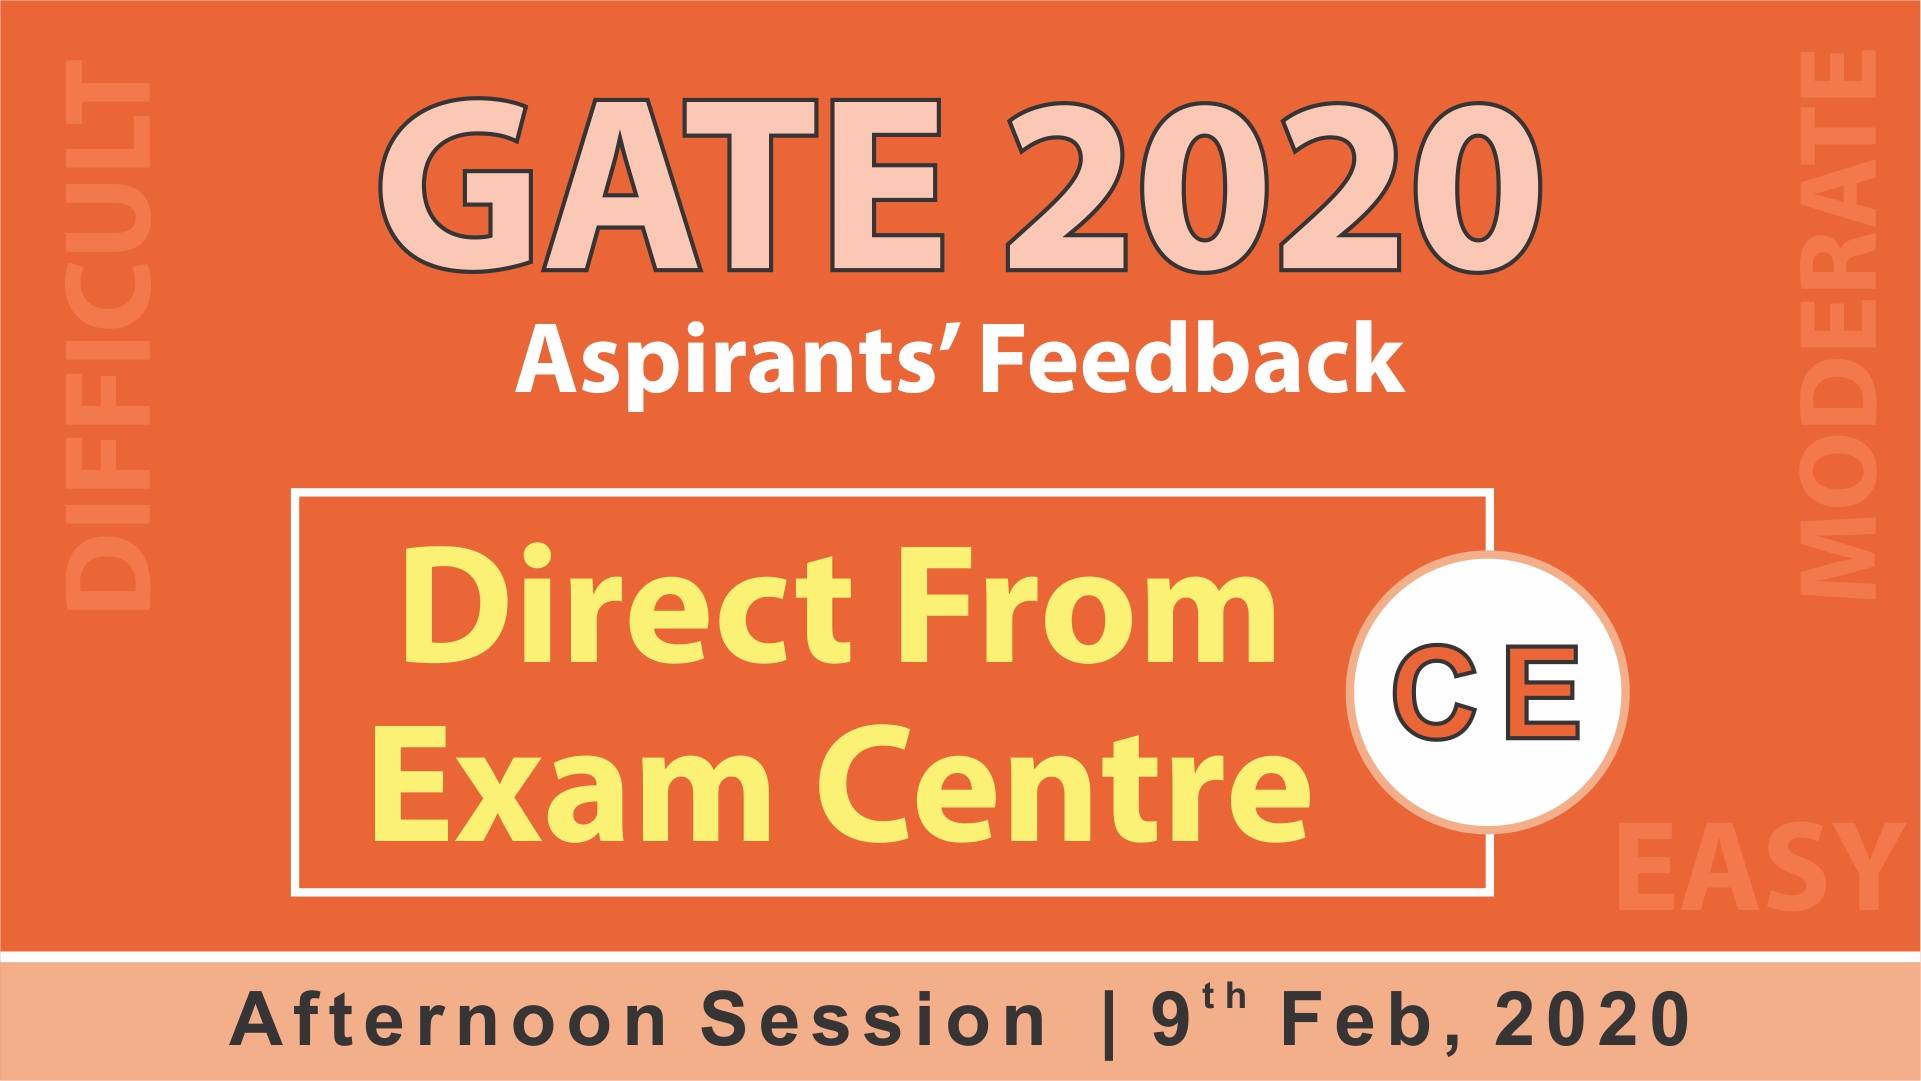 DIFFICULT
MODERATE
GATE 2020
Aspirants’ Feedback
Direct From
Exam Centre
CE
EASY
Afternoon Session | 9th Feb, 2020